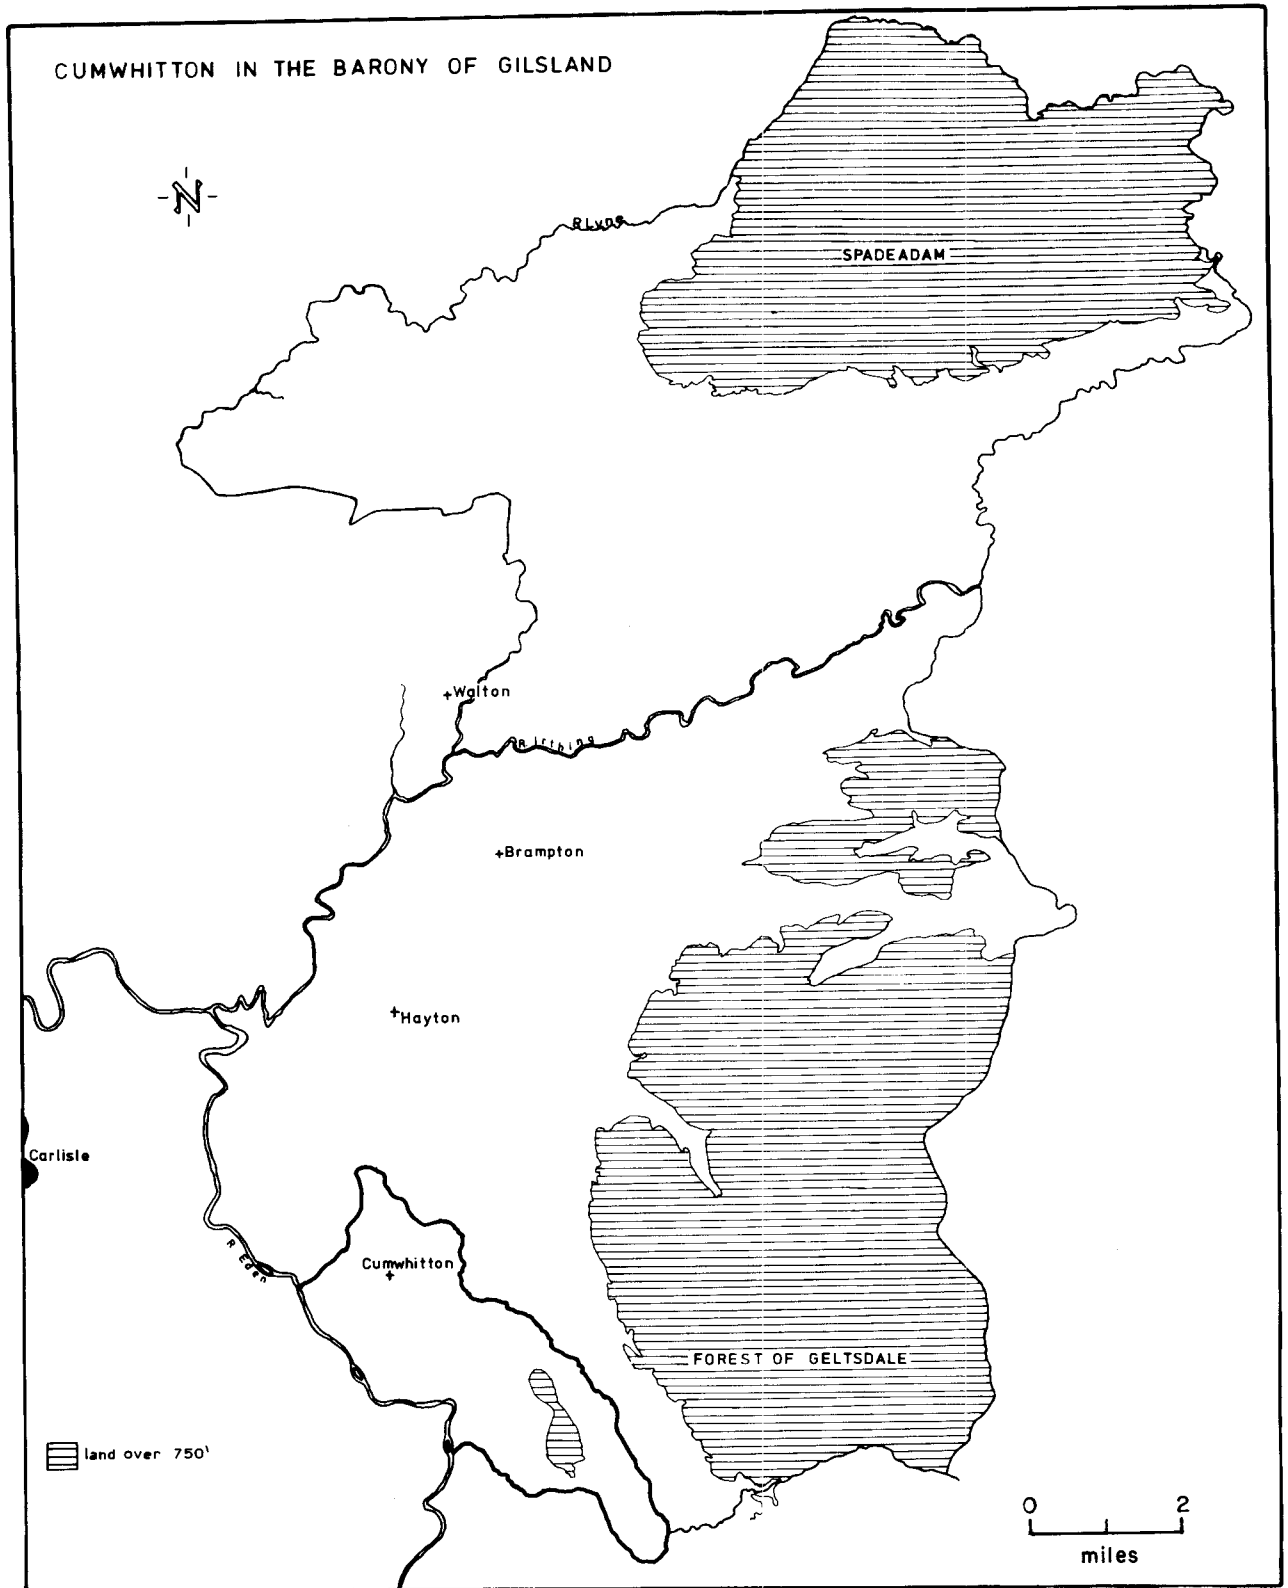 CUMWHITTON IN THE BARONY OF GILSLAND
N
R Lyne
SPADEADAM
Walton
R Irthing
Brampton
Hayton
Carlisle
R Eden
Cumwhitton
FOREST OF GELTSDALE
land over 750'
0 2
miles